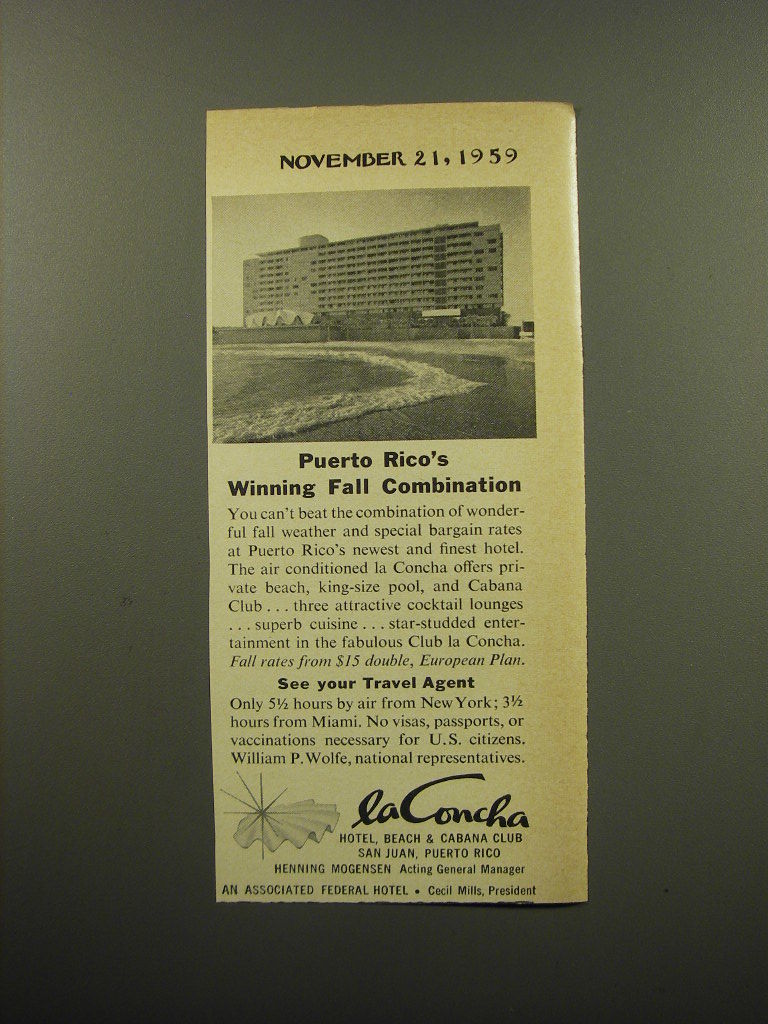 NOVEMBER 21, 1959
Puerto Rico's
Winning Fall Combination
You can't beat the combination of wonder-
ful fall weather and special bargain rates
at Puerto Rico's newest and finest hotel.
The air conditioned la Concha offers pri-
vate beach, king-size pool, and Cabana
Club . . . three attractive cocktail lounges
. . . superb cuisine . . . star-studded enter-
tainment in the fabulous Club la Concha.
Fall rates from $15 double, European Plan.
See your Travel Agent
Only 5½ hours by air from New York; 3½
hours from Miami. No visas, passports, or
vaccinations necessary for U.S. citizens.
William P. Wolfe, national representatives.
la Concha
HOTEL, BEACH & CABANA CLUB
SAN JUAN, PUERTO RICO
HENNING MOGENSEN Acting General Manager
AN ASSOCIATED FEDERAL HOTEL • Cecil Mills, President